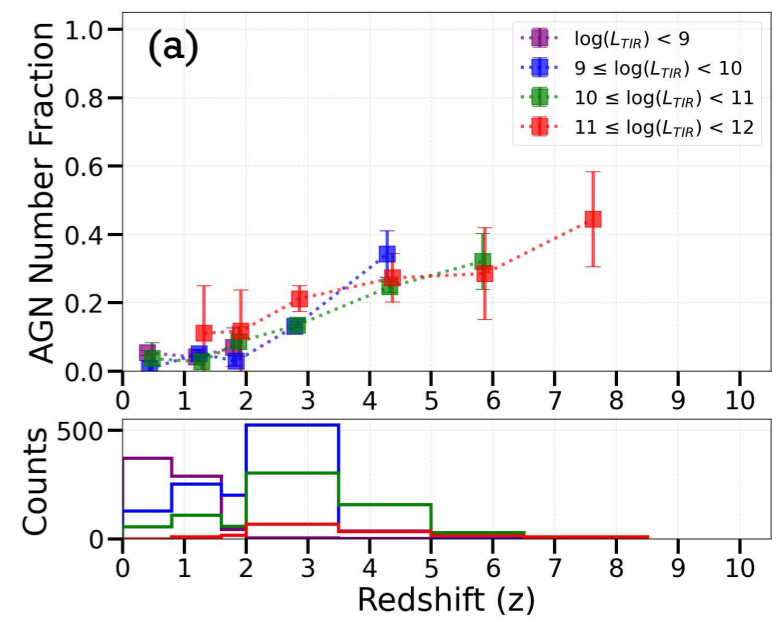 (a)
log(L_TIR) < 9
9 ≤ log(L_TIR) < 10
10 ≤ log(L_TIR) < 11
11 ≤ log(L_TIR) < 12
AGN Number Fraction
1.0
0.8
0.6
0.4
0.2
0.0
0 1 2 3 4 5 6 7 8 9 10
Counts
500
0
0 1 2 3 4 5 6 7 8 9 10
Redshift (z)